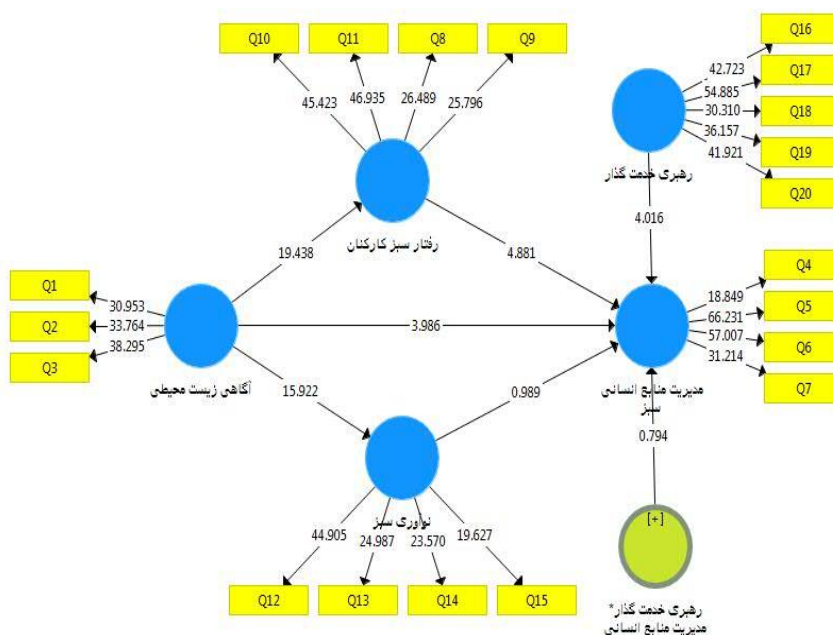 Q10
Q11
Q8
Q9
Q16
Q17
Q18
Q19
Q20
45.423
46.935
26.489
25.796
42.723
54.885
30.310
36.157
41.921
رهبری خدمت گذار
رفتار سبز کارکنان
19.438
4.881
4.016
Q1
Q2
Q3
30.953
33.764
38.295
3.986
Q4
Q5
Q6
Q7
18.849
66.231
57.007
31.214
آگاهی زیست محیطی
مدیریت منابع انسانی
سبز
15.922
0.989
0.794
نوآوری سبز
44.905
24.987
23.570
19.627
[+]
Q12
Q13
Q14
Q15
رهبری خدمت گذار*
مدیریت منابع انسانی